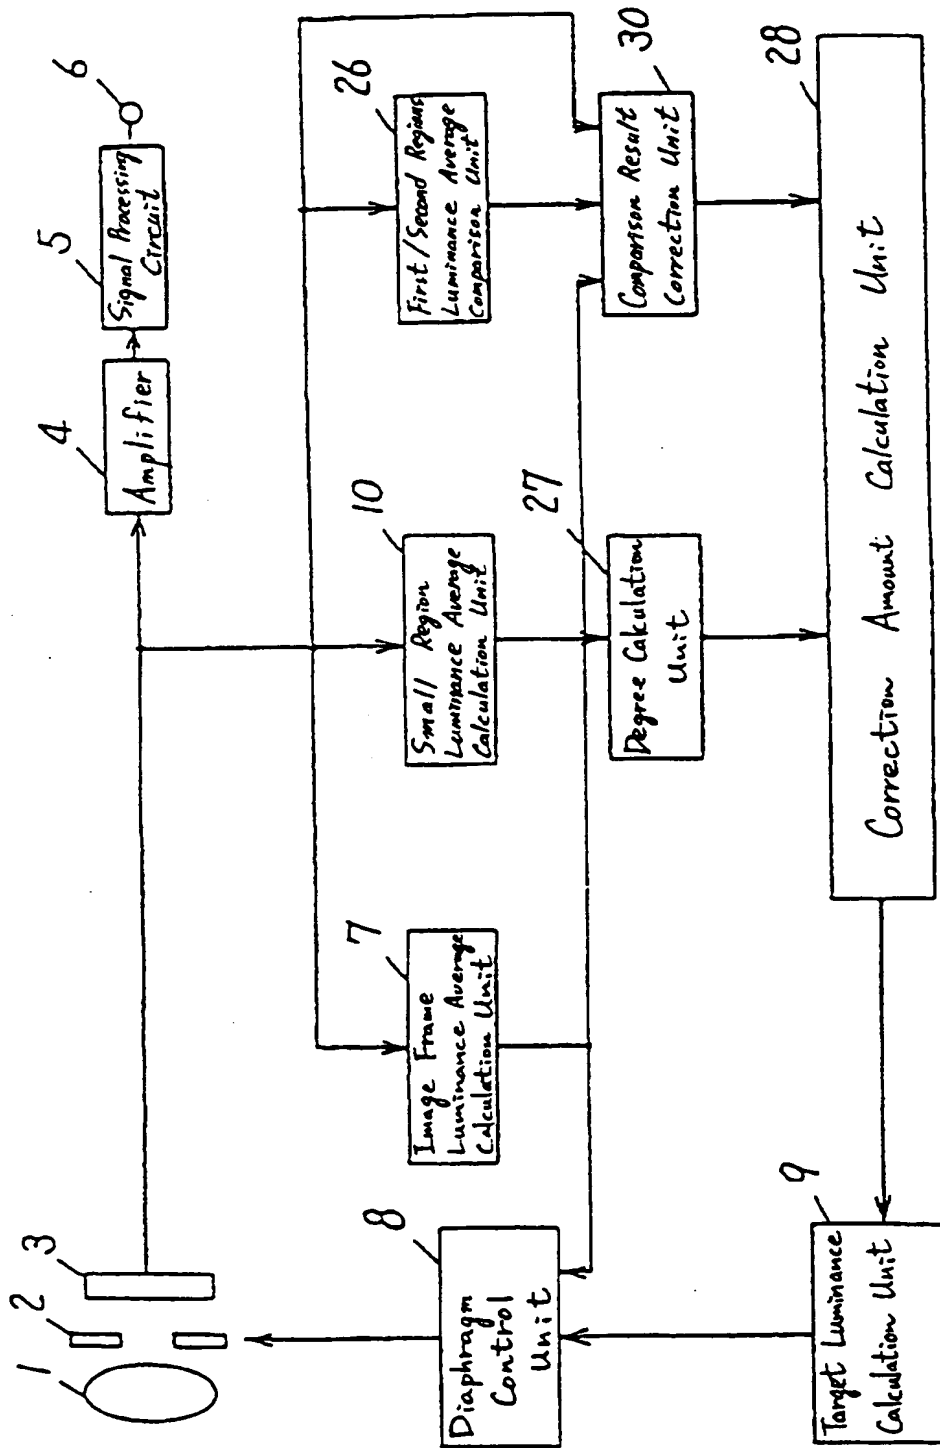 1
2
3
4
Amplifier
5
Signal Processing
Circuit
6
7
Image Frame
Luminance Average
Calculation Unit
10
Small Region
Luminance Average
Calculation Unit
26
First/Second Regions
Luminance Average
Comparison Unit
8
Diaphragm
Control
Unit
27
Degree Calculation
Unit
30
Comparison Result
Correction Unit
9
Target Luminance
Calculation Unit
28
Correction Amount Calculation Unit